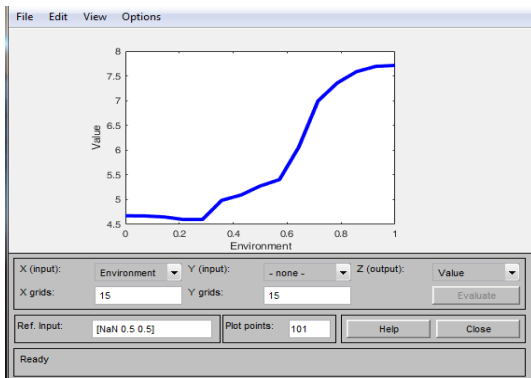 File Edit View Options
8
7.5
7
6.5
6
5.5
5
4.5
Value
0 0.2 0.4 0.6 0.8 1
Environment
X (input): Environment Y (input): - none - Z (output): Value
X grids: 15 Y grids: 15 Evaluate
Ref. Input: [NaN 0.5 0.5] Plot points: 101 Help Close
Ready